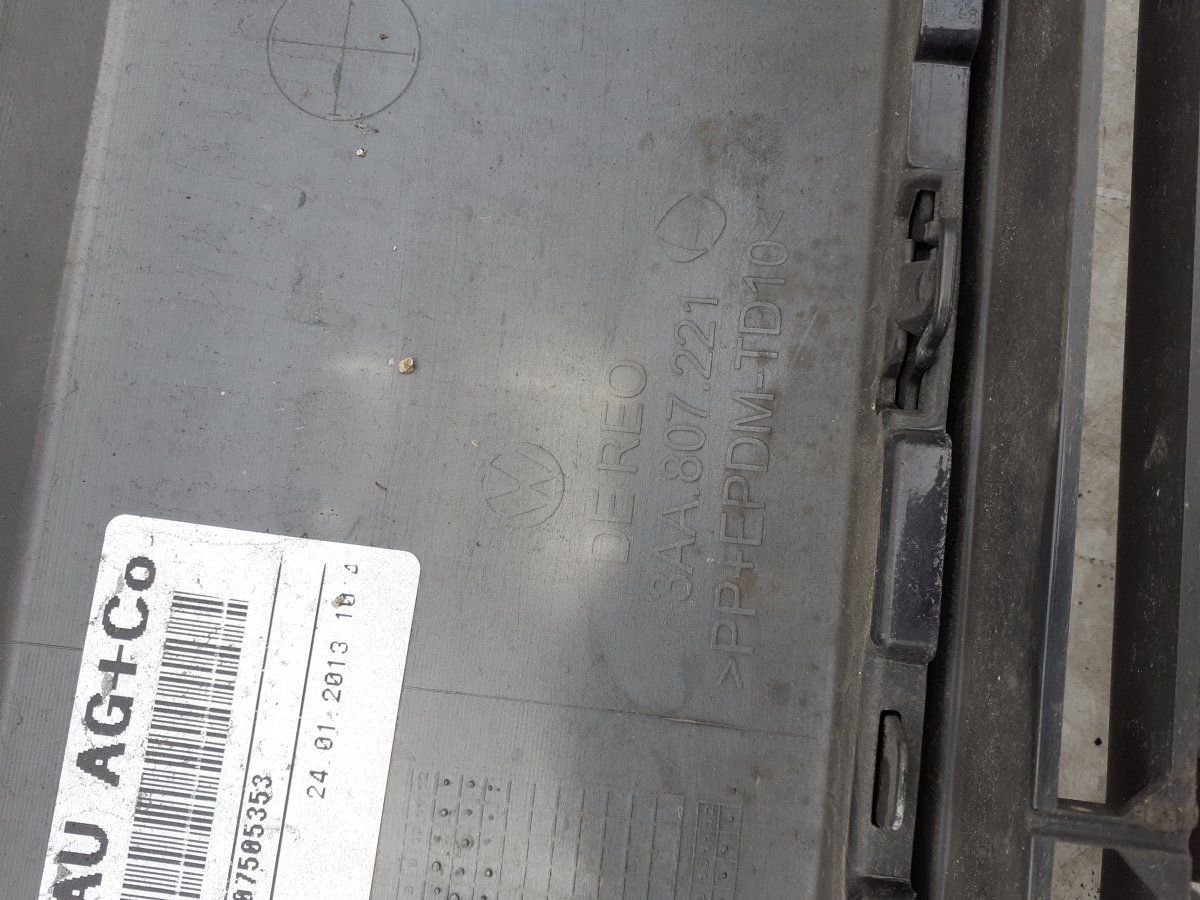 DE REO
3AA.807.221
>PP+EPDM-TD10<
AU AG+Co
07505353
24.01.2013